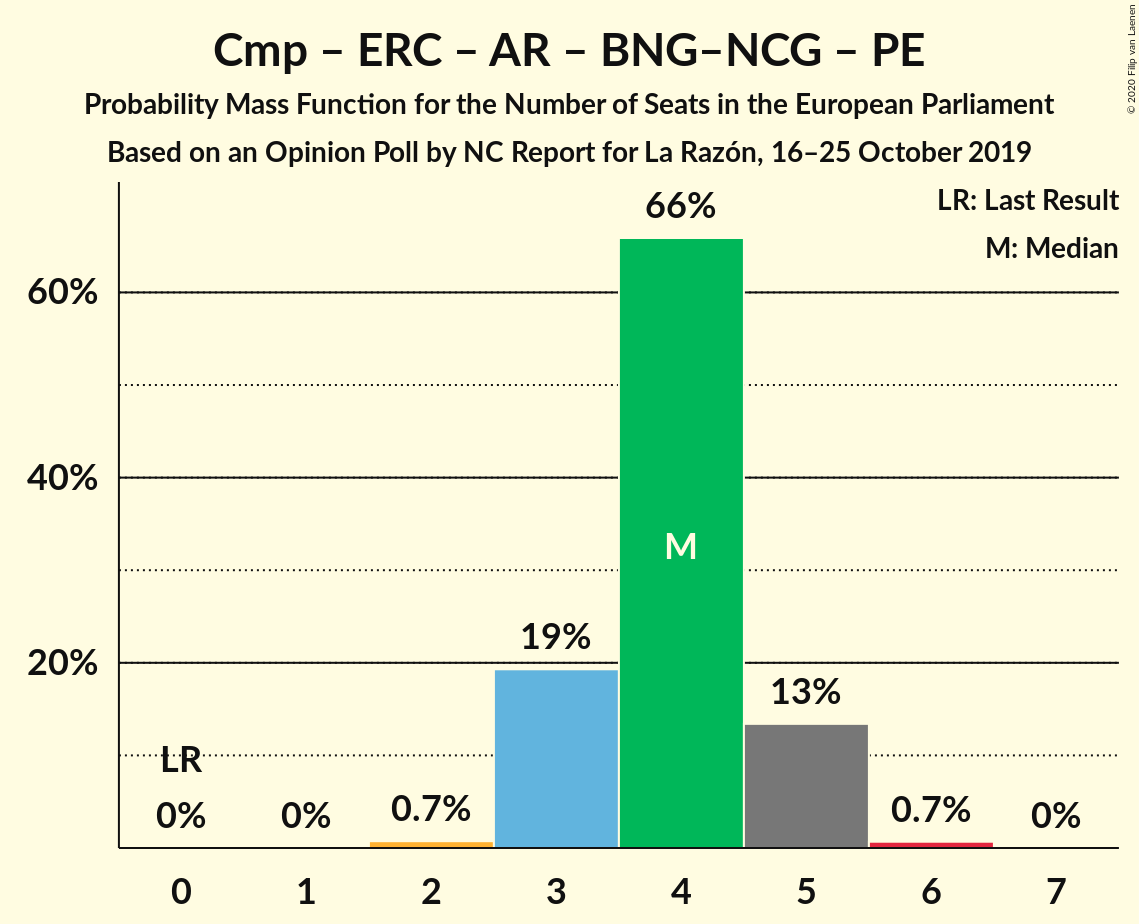 Cmp – ERC – AR – BNG–NCG – PE
Probability Mass Function for the Number of Seats in the European Parliament
Based on an Opinion Poll by NC Report for La Razón, 16–25 October 2019
© 2020 Filip van Laenen
LR: Last Result
M: Median
66%
60%
40%
M
19%
20%
13%
LR
0%
0%
0.7%
0.7%
0%
0 1 2 3 4 5 6 7